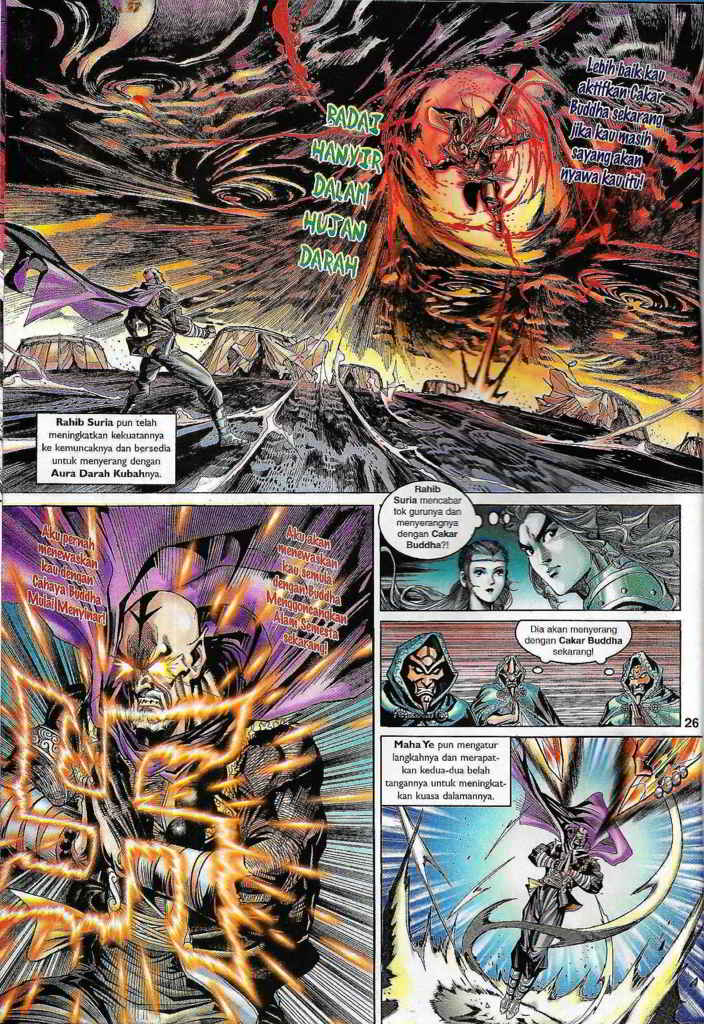 Lebih baik kau
aktifkan Cakar
Buddha sekarang
jika kau masih
sayang akan
nyawa kau itu!
BADAI
HANYIR
DALAM
HUJAN
DARAH
Rahib Suria pun telah
meningkatkan kekuatannya
ke kemuncaknya dan bersedia
untuk menyerang dengan
Aura Darah Kubahnya.
Aku pernah
menewaskan
kau dengan
Cahaya Buddha
Mulai Menyinar!
Aku akan
menewaskan
kau semula
dengan Buddha
Menggoncangkan
Alam Semesta
sekarang!
Rahib
Suria mencabar
tok gurunya dan
menyerangnya
dengan Cakar
Buddha?!
Dia akan menyerang
dengan Cakar Buddha
sekarang!
26
Maha Ye pun mengatur
langkahnya dan merapat-
kan kedua-dua belah
tangannya untuk meningkat-
kan kuasa dalamannya.